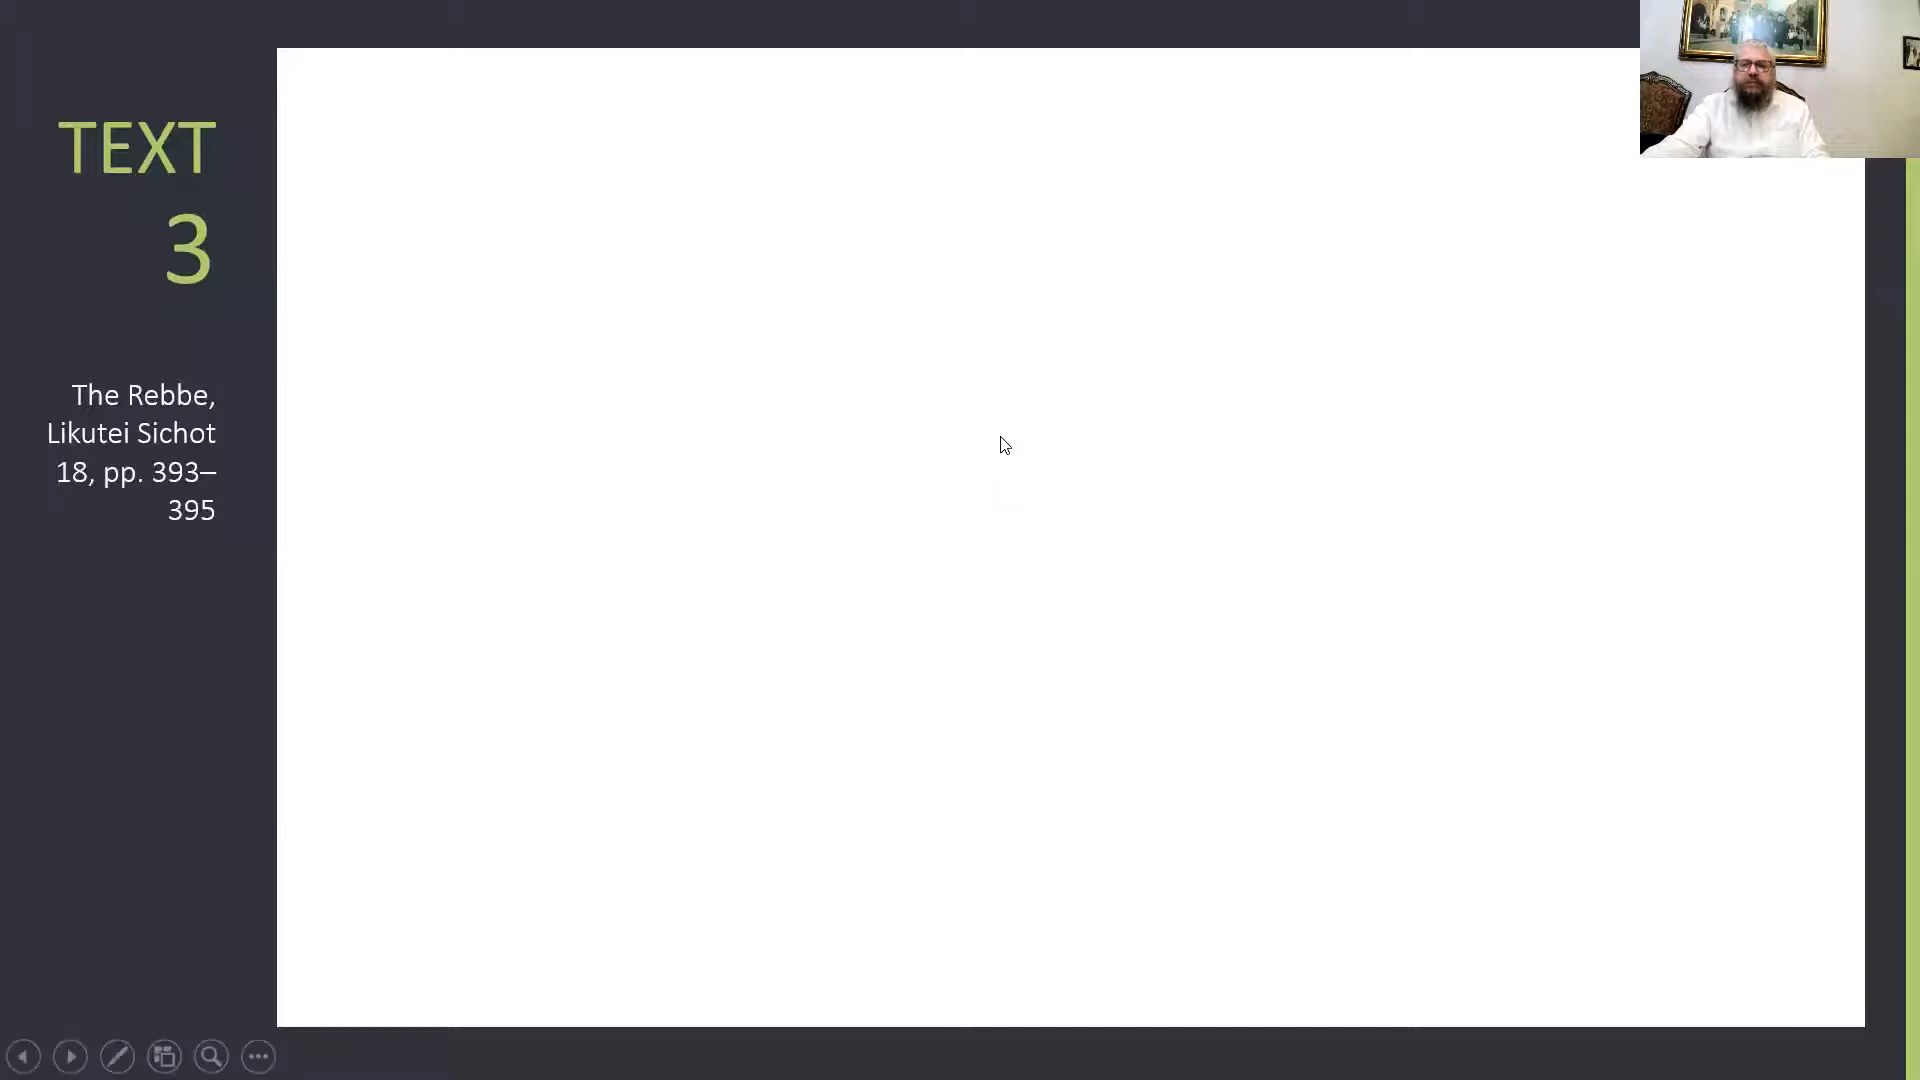 TEXT
3
The Rebbe,
Likutei Sichot
18, pp. 393–
395